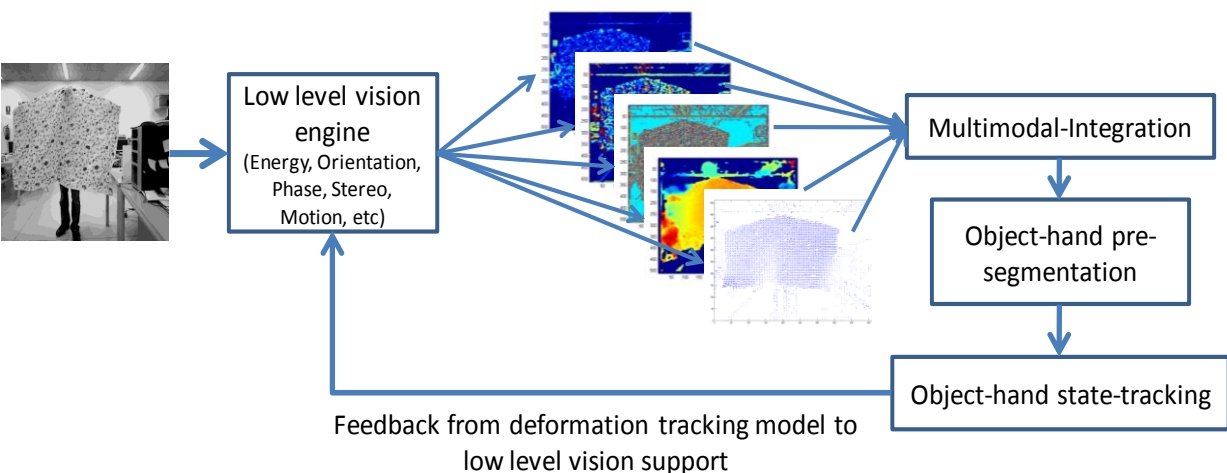 Low level vision
engine
(Energy, Orientation,
Phase, Stereo,
Motion, etc)
Multimodal-Integration
Object-hand pre-
segmentation
Object-hand state-tracking
Feedback from deformation tracking model to
low level vision support